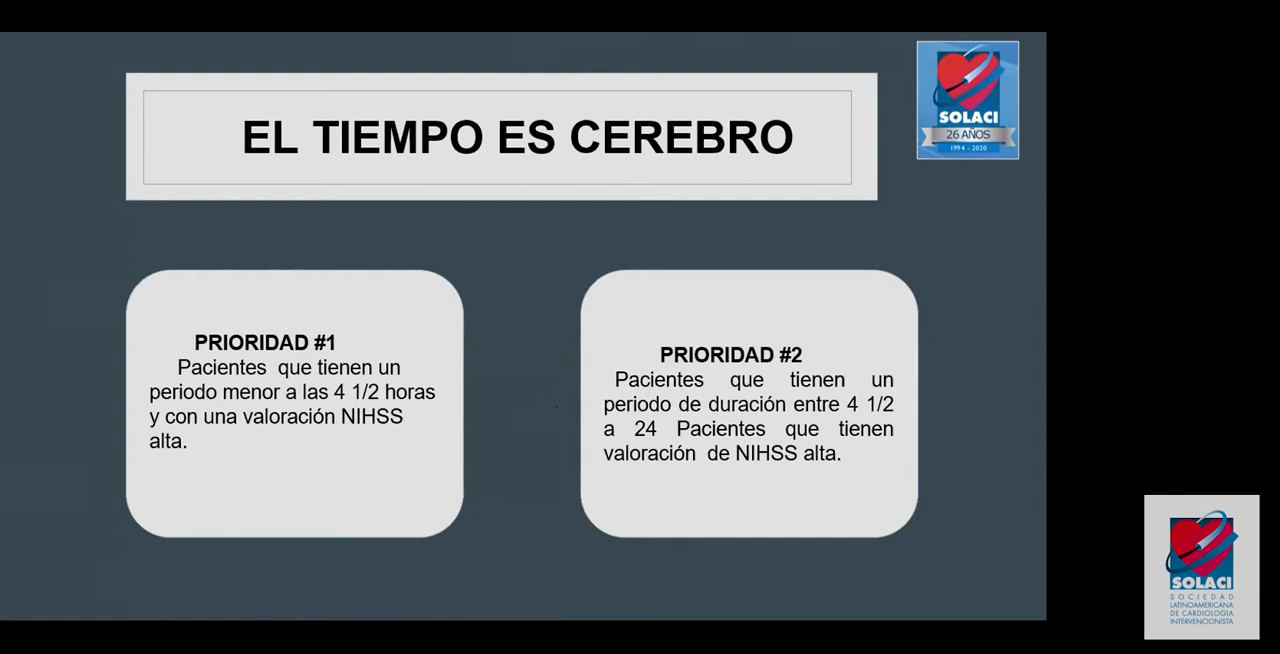 EL TIEMPO ES CEREBRO
SOLACI
26 AÑOS
1994 - 2020
PRIORIDAD #1
Pacientes que tienen un
periodo menor a las 4 1/2 horas
y con una valoración NIHSS
alta.
PRIORIDAD #2
Pacientes que tienen un
periodo de duración entre 4 1/2
a 24 Pacientes que tienen
valoración de NIHSS alta.
SOLACI
SOCIEDAD
LATINOAMERICANA
DE CARDIOLOGIA
INTERVENCIONISTA